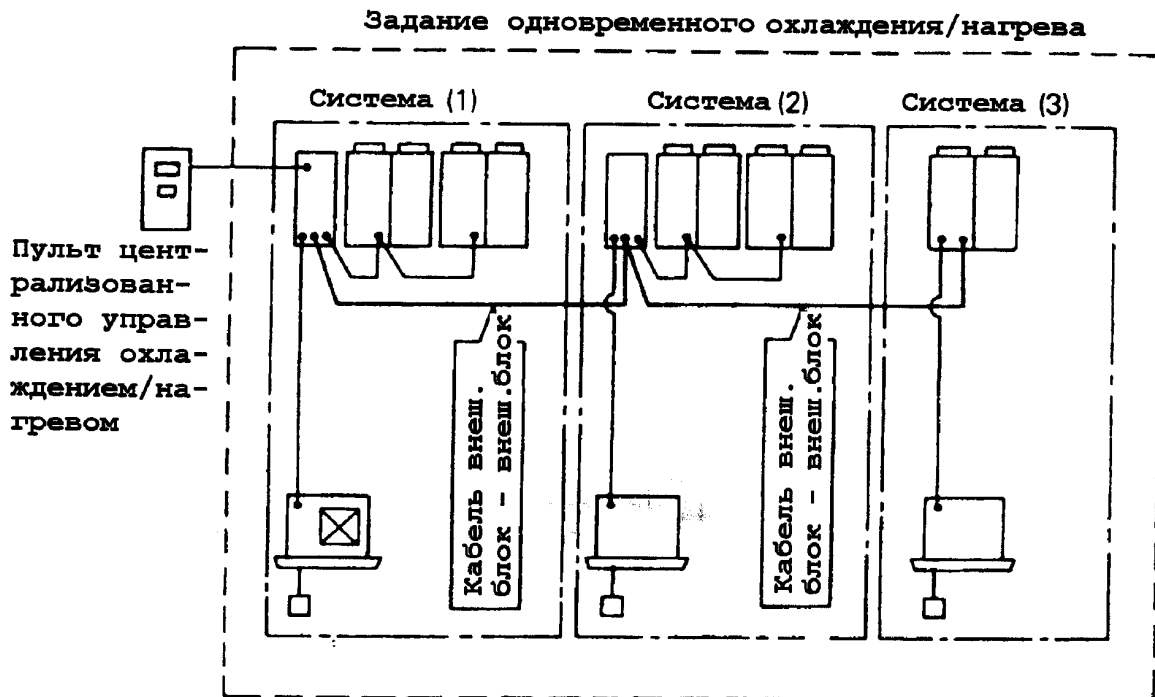 Задание одновременного охлаждения/нагрева
Система (1)
Система (2)
Система (3)
Пульт цент-
рализован-
ного управ-
ления охла-
ждением/на-
гревом
Кабель внеш.
блок - внеш.блок
Кабель внеш.
блок - внеш.блок